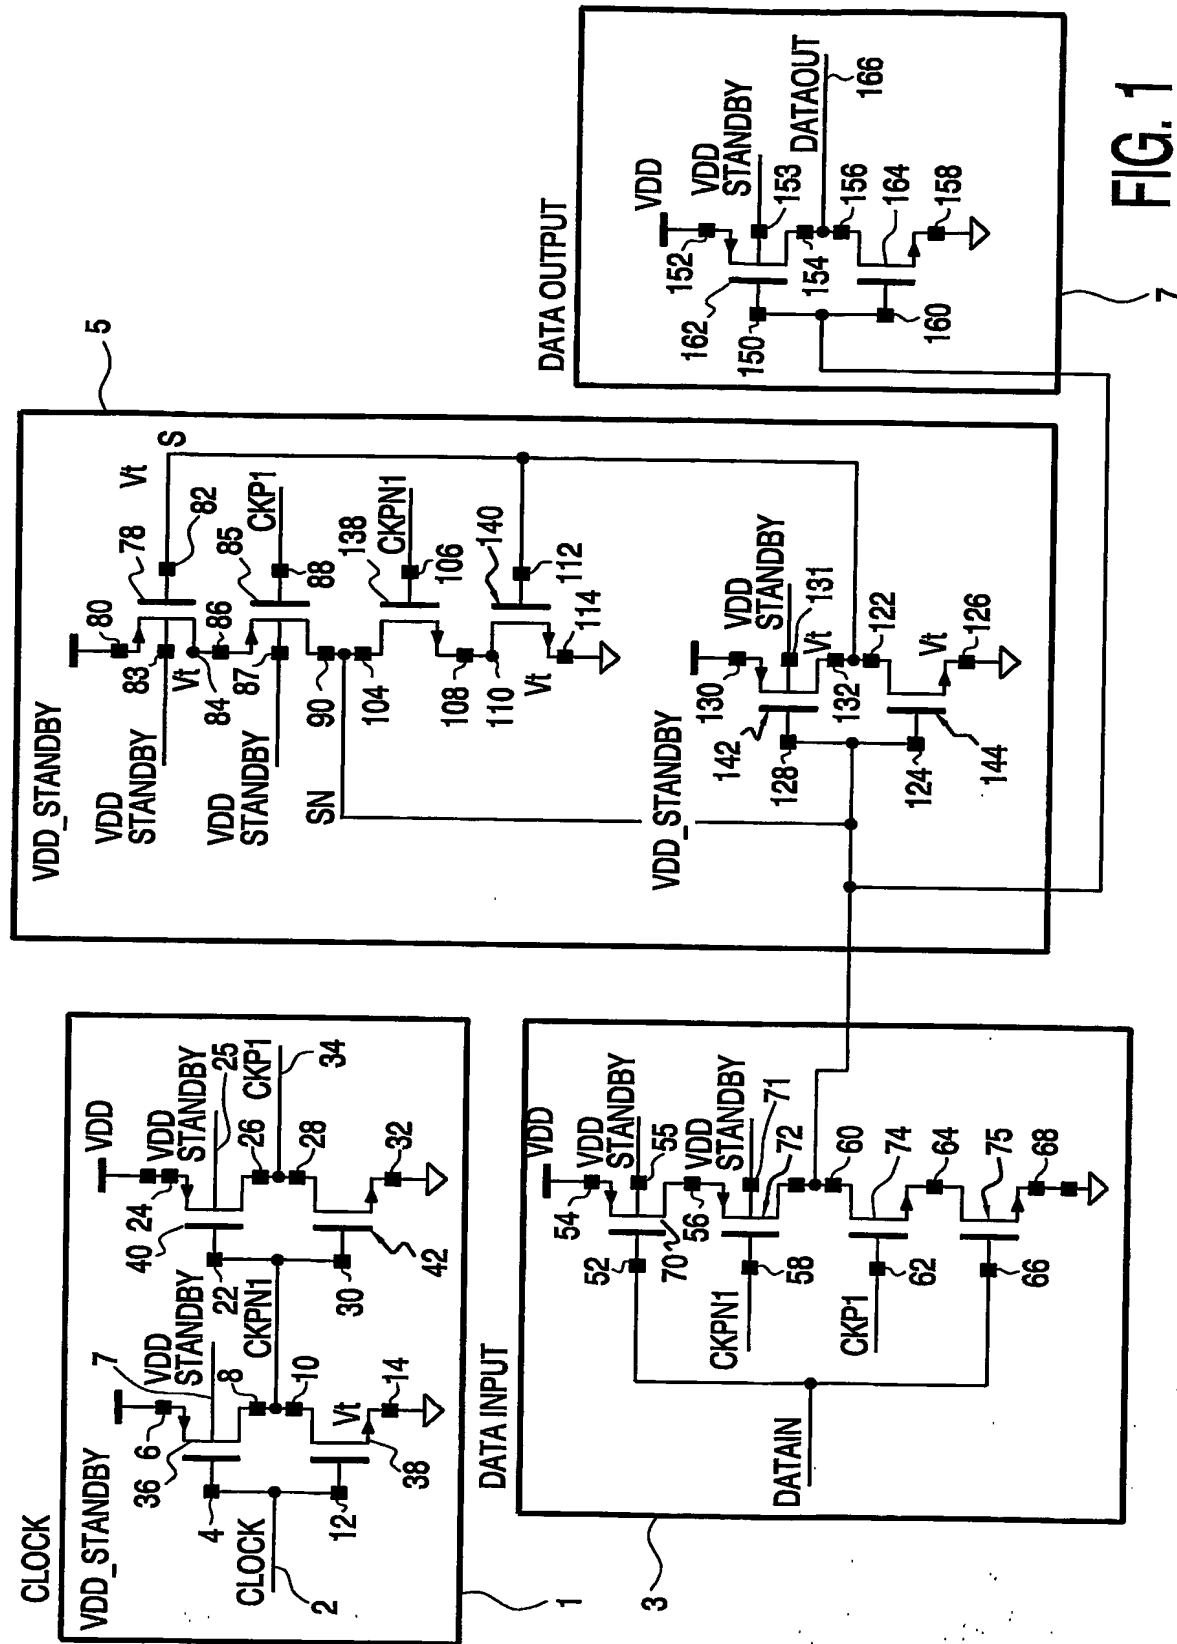 CLOCK
VDD_STANDBY
VDD
VDD
STANDBY
VDD
STANDBY
6
36
7
8
4
CLOCK
2
12
10
Vt
14
38
CKPN1
24
40
25
26
22
CKP1
34
28
30
32
42
1
DATA INPUT
VDD
VDD
STANDBY
54
55
52
70
56
VDD
STANDBY
71
72
CKPN1
58
60
DATAIN
CKP1
62
74
64
75
66
68
3
5
VDD_STANDBY
VDD
STANDBY
80
78
Vt
S
83
82
Vt
84
86
85
VDD
STANDBY
87
88
CKP1
90
SN
104
138
CKPN1
106
108
140
110
112
Vt
114
VDD_STANDBY
130
VDD
STANDBY
131
142
128
Vt
132
122
124
Vt
126
144
DATA OUTPUT
VDD
152
VDD
STANDBY
153
162
150
154
DATAOUT
166
156
164
160
158
7
FIG. 1